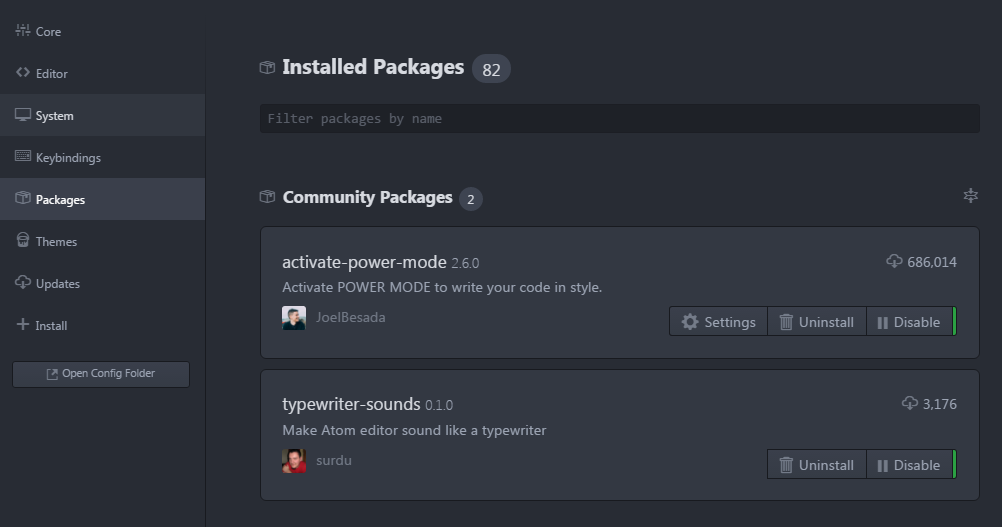 Core
Editor
System
Keybindings
Packages
Themes
Updates
Install
Open Config Folder
Installed Packages 82
Filter packages by name
Community Packages 2
activate-power-mode 2.6.0 686,014
Activate POWER MODE to write your code in style.
JoelBesada Settings Uninstall Disable
typewriter-sounds 0.1.0 3,176
Make Atom editor sound like a typewriter
surdu Uninstall Disable